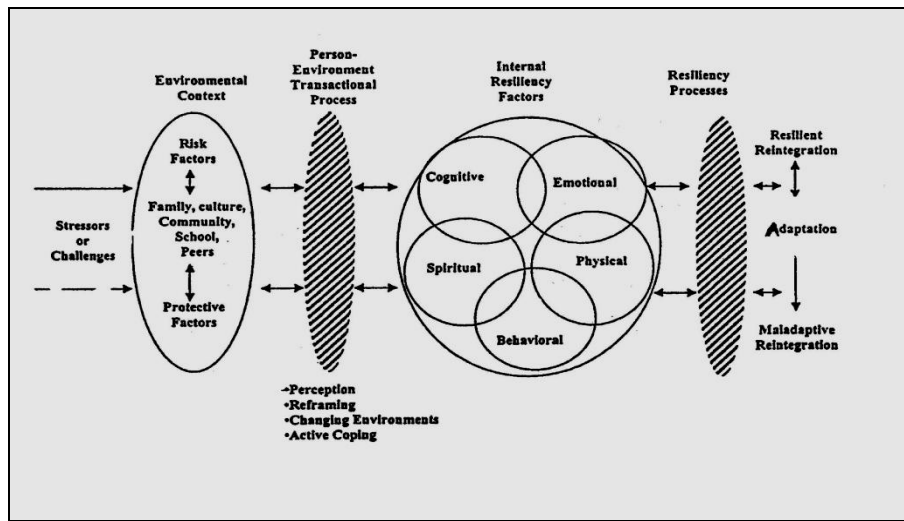 Person-
Environment
Transactional
Process
Environmental
Context
Internal
Resiliency
Factors
Resiliency
Processes
Risk
Factors
Family, culture,
Community,
School,
Peers
Protective
Factors
Stressors
or
Challenges
Cognitive
Emotional
Spiritual
Physical
Behavioral
Resilient
Reintegration
Adaptation
Maladaptive
Reintegration
•Perception
•Reframing
•Changing Environments
•Active Coping